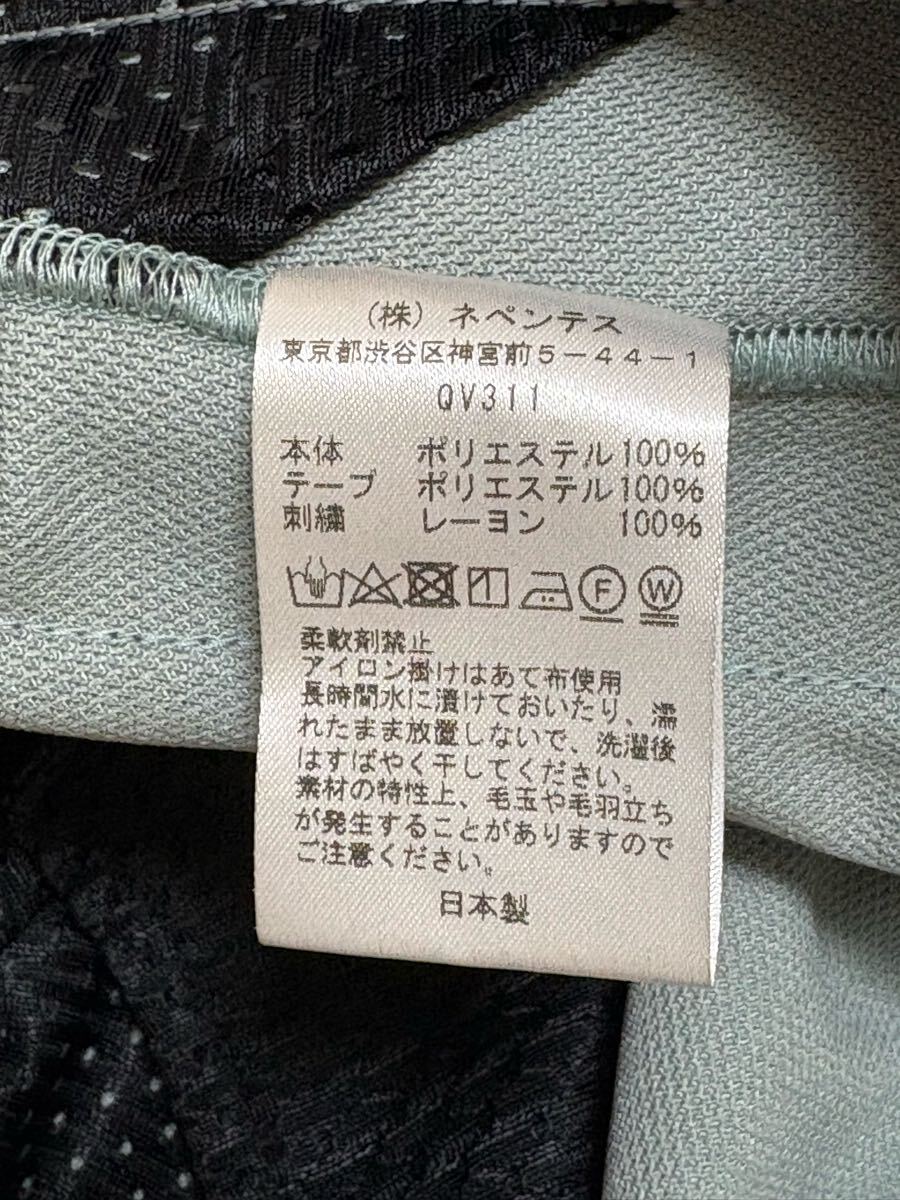 (株) ネペンテス
東京都渋谷区神宮前5-44-1
QV311
本体 ポリエステル100%
テープ ポリエステル100%
刺繍 レーヨン 100%
F W
柔軟剤禁止
アイロン掛けはあて布使用
長時間水に漬けておいたり、濡
れたまま放置しないで、洗濯後
はすばやく干してください。
素材の特性上、毛玉や毛羽立ち
が発生することがありますので
ご注意ください。
日本製